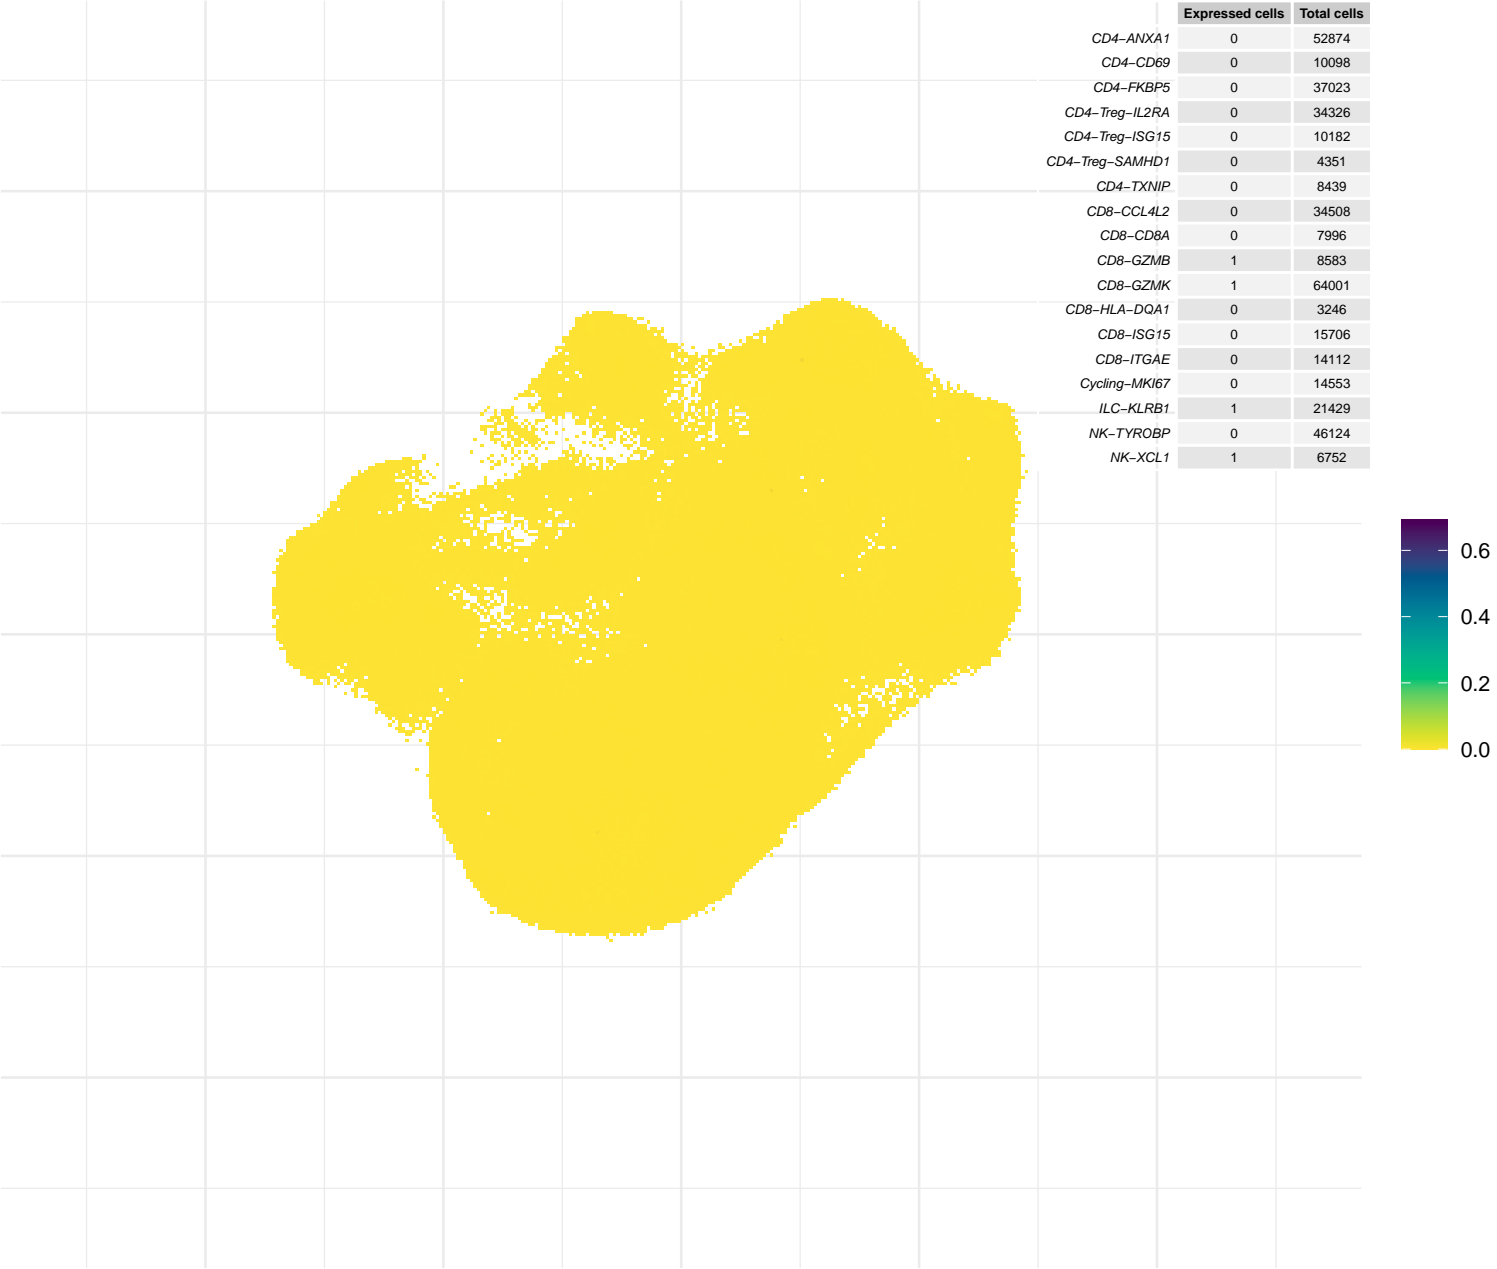 Expressed cells Total cells
CD4−ANXA1 0 52874
CD4−CD69 0 10098
CD4−FKBP5 0 37023
CD4−Treg−IL2RA 0 34326
CD4−Treg−ISG15 0 10182
CD4−Treg−SAMHD1 0 4351
CD4−TXNIP 0 8439
CD8−CCL4L2 0 34508
CD8−CD8A 0 7996
CD8−GZMB 1 8583
CD8−GZMK 1 64001
CD8−HLA−DQA1 0 3246
CD8−ISG15 0 15706
CD8−ITGAE 0 14112
Cycling−MKI67 0 14553
ILC−KLRB1 1 21429
NK−TYROBP 0 46124
NK−XCL1 1 6752
0.6
0.4
0.2
0.0